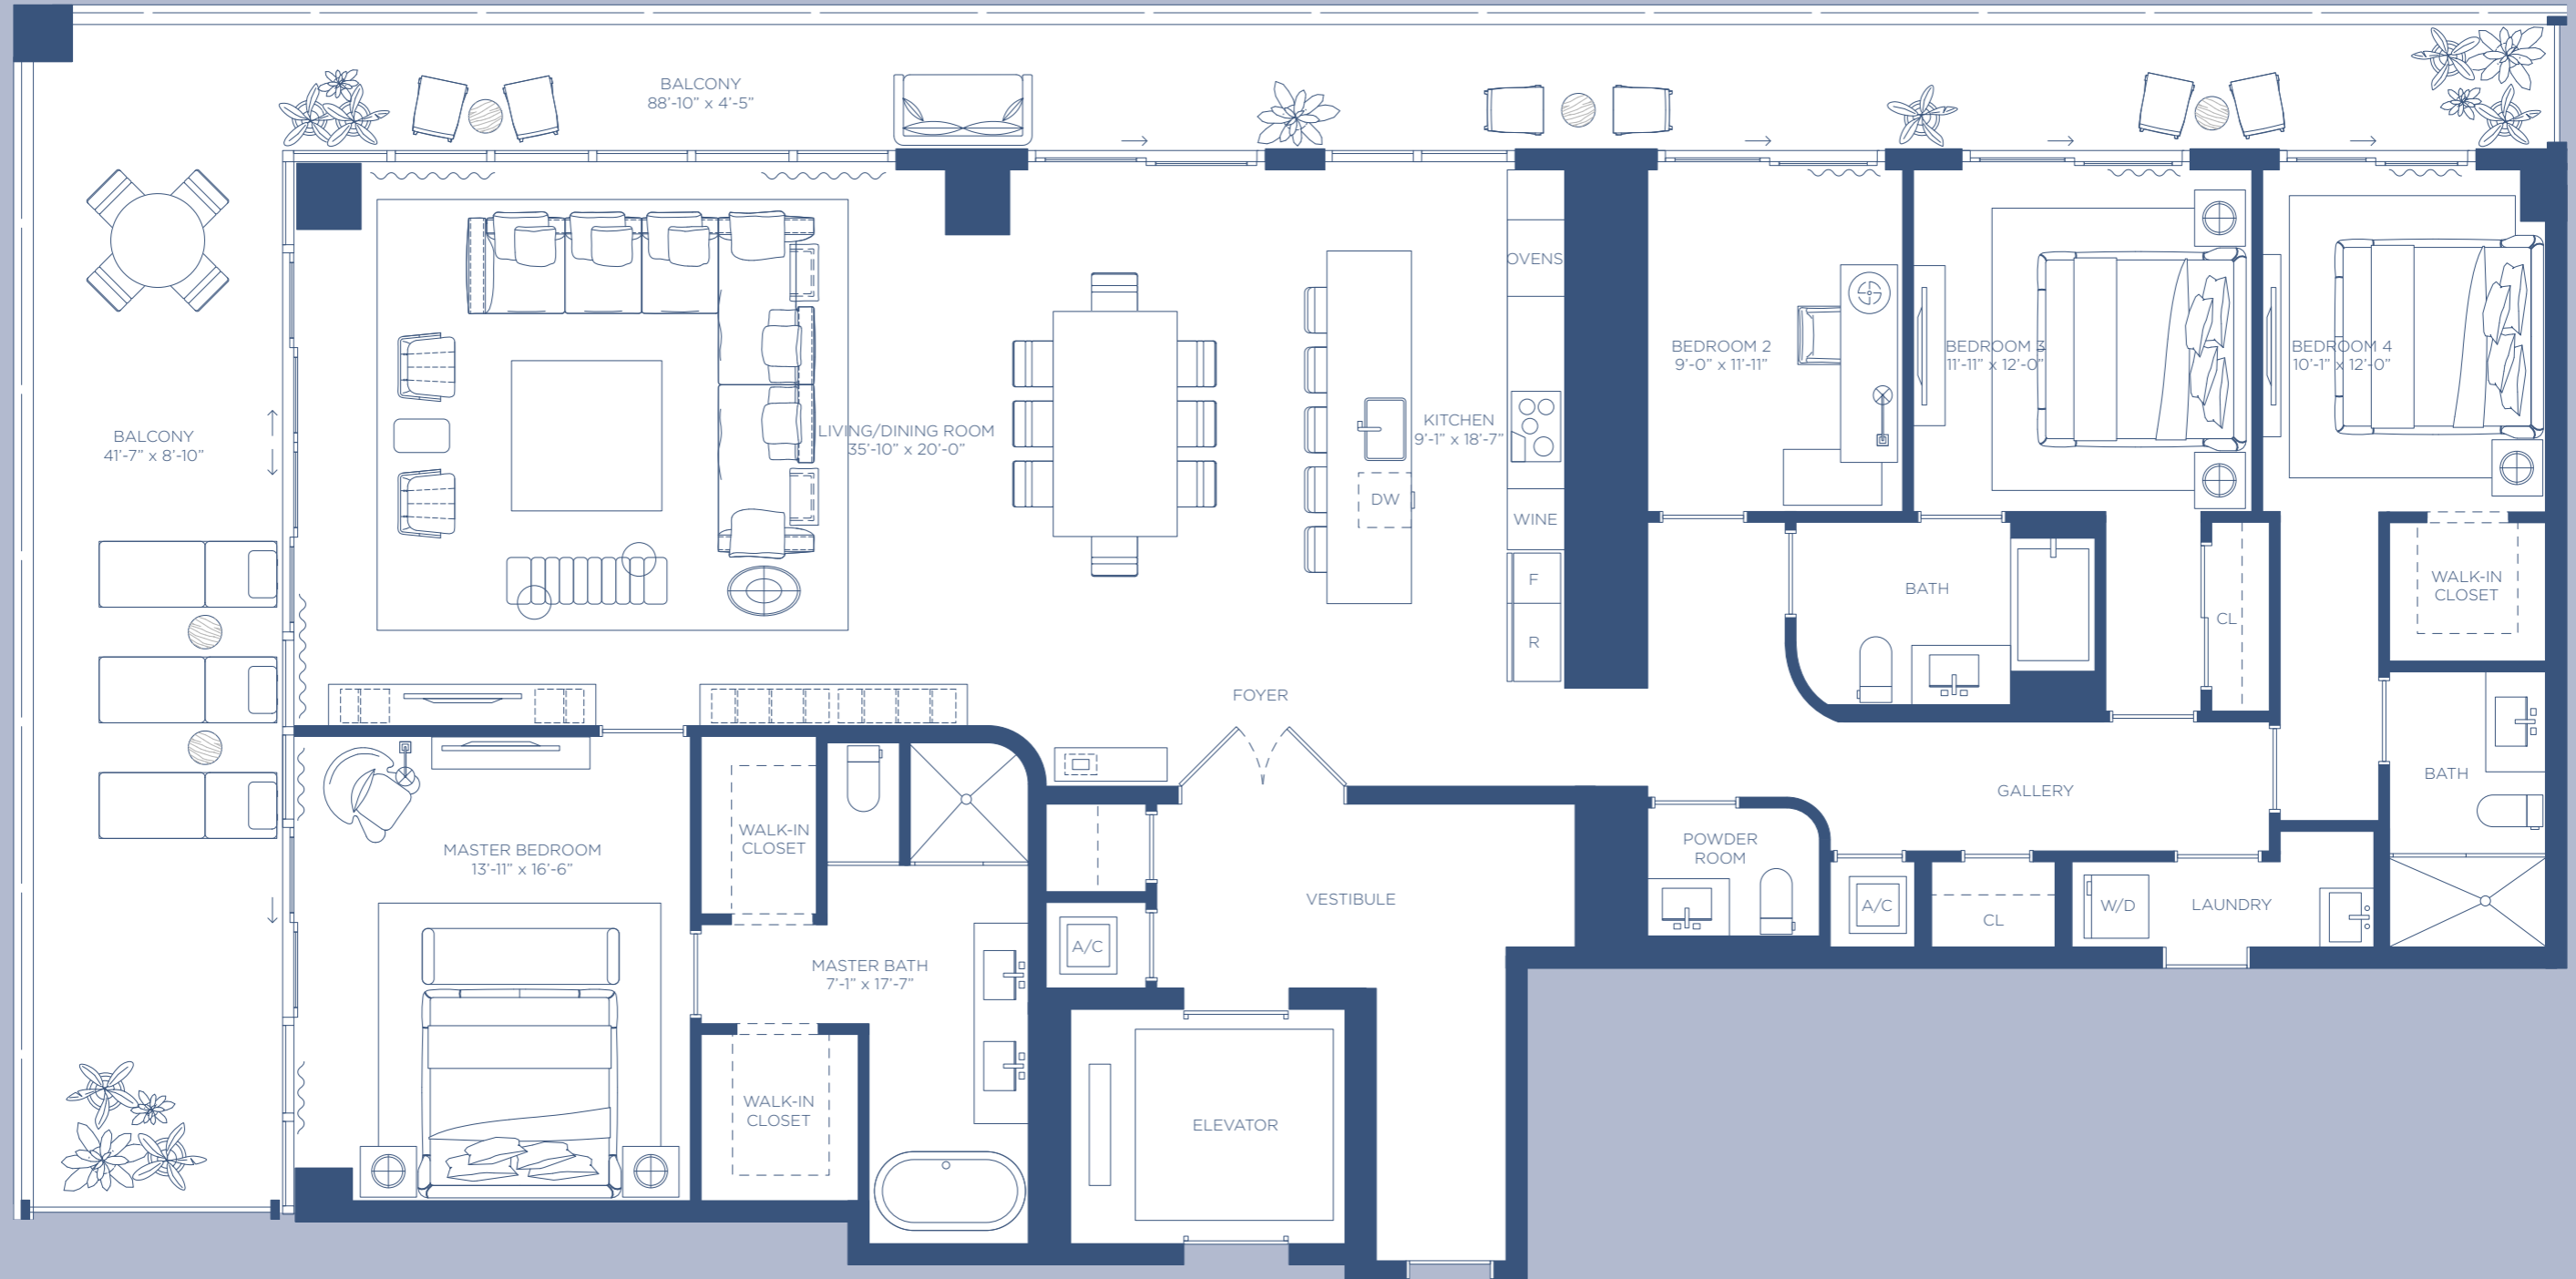 BALCONY
88'-10" x 4'-5"
BALCONY
41'-7" x 8'-10"
LIVING/DINING ROOM
35'-10" x 20'-0"
KITCHEN
9'-1" x 18'-7"
OVENS
DW
WINE
F
R
BEDROOM 2
9'-0" x 11'-11"
BEDROOM 3
11'-11" x 12'-0"
BEDROOM 4
10'-1" x 12'-0"
BATH
CL
WALK-IN
CLOSET
FOYER
GALLERY
BATH
MASTER BEDROOM
13'-11" x 16'-6"
WALK-IN
CLOSET
POWDER
ROOM
VESTIBULE
A/C
CL
W/D
LAUNDRY
MASTER BATH
7'-1" x 17'-7"
A/C
WALK-IN
CLOSET
ELEVATOR